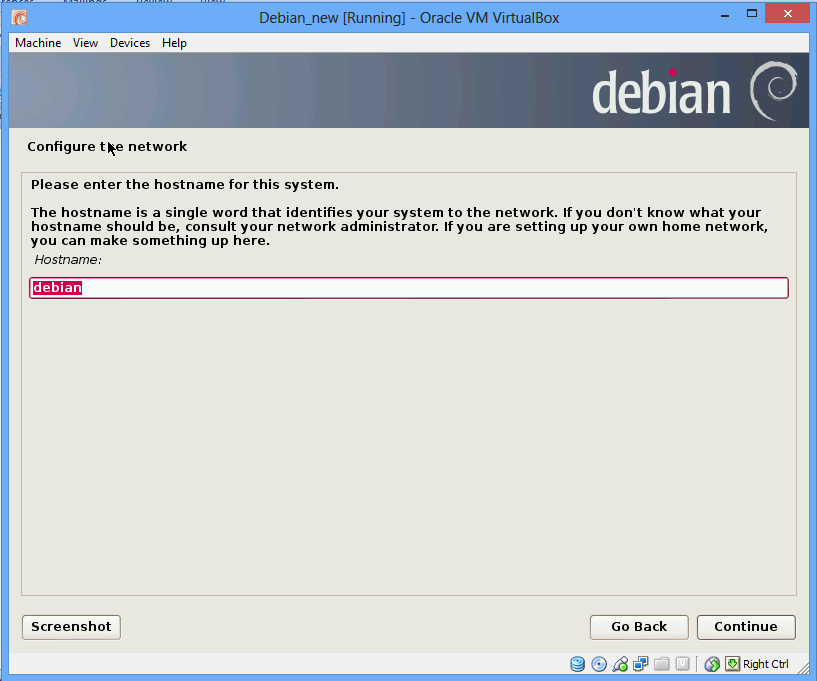 Debian_new [Running] - Oracle VM VirtualBox
Machine View Devices Help
debian
Configure the network
Please enter the hostname for this system.
The hostname is a single word that identifies your system to the network. If you don't know what your
hostname should be, consult your network administrator. If you are setting up your own home network,
you can make something up here.
Hostname:
debian
Screenshot Go Back Continue
Right Ctrl